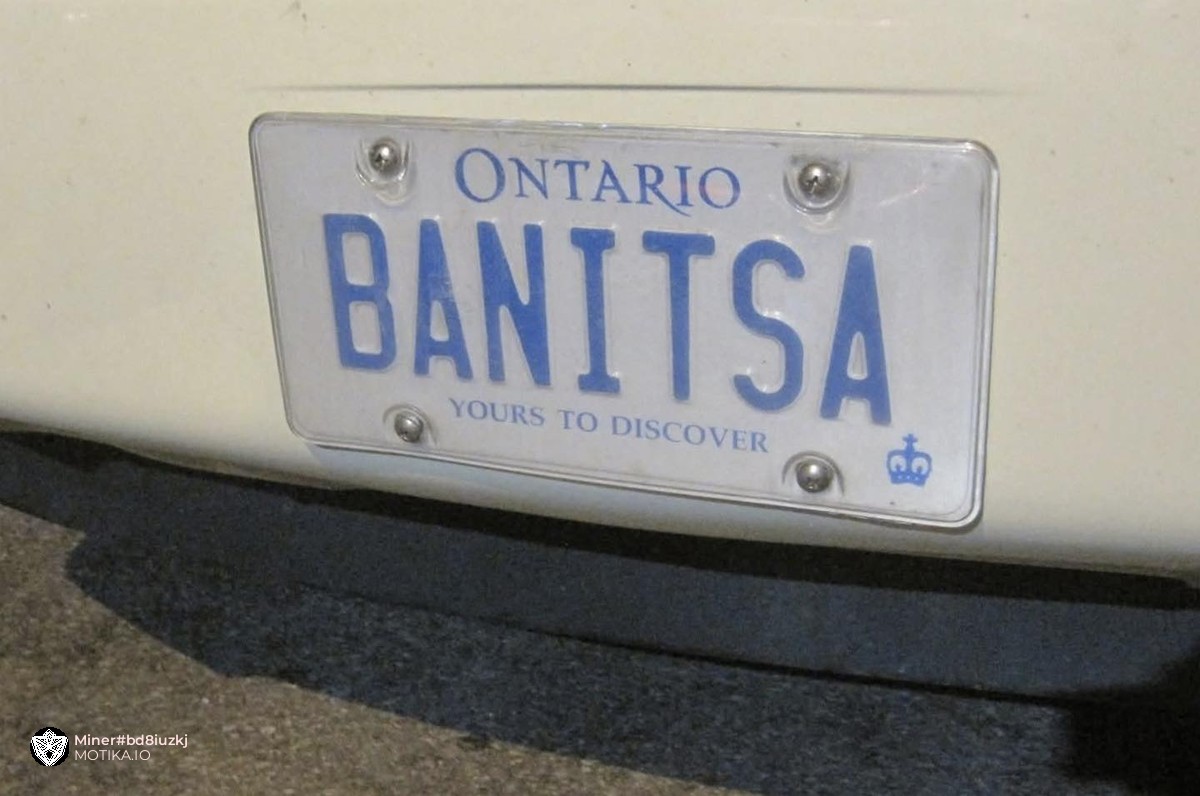 ONTARIO
BANITSA
YOURS TO DISCOVER
Miner#bd8iuzkj
MOTIKA.IO